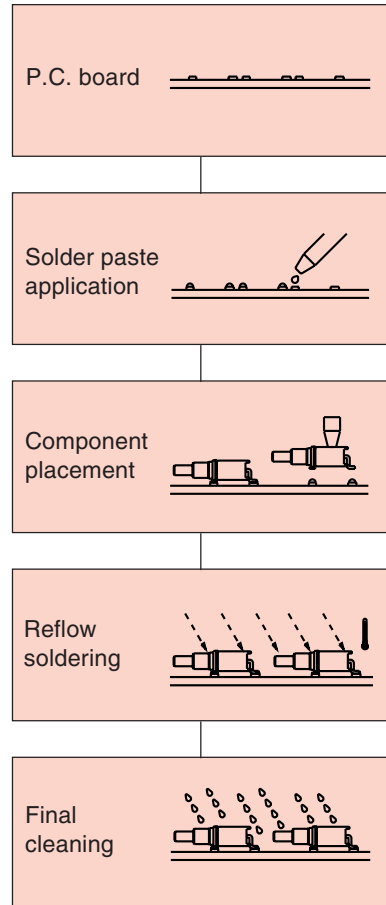 P.C. board
Solder paste
application
Component
placement
Reflow
soldering
Final
cleaning